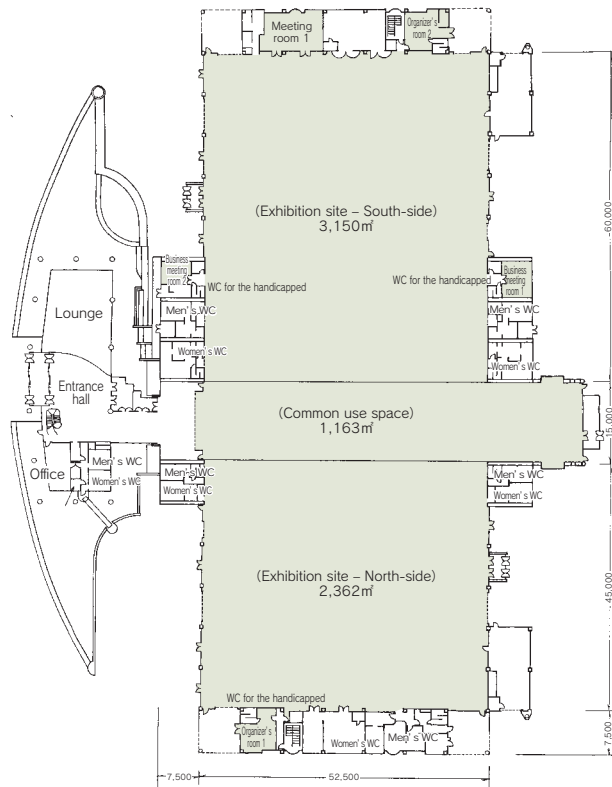 Meeting
room 1
Organizer's
room 2
(Exhibition site – South-side)
3,150㎡
60,000
Business
meeting
room 2
WC for the handicapped
WC for the handicapped
Business
meeting
room 1
Lounge
Men's WC
Men's WC
Women's WC
Women's WC
Entrance
hall
(Common use space)
1,163㎡
15,000
Office
Men's WC
Women's WC
Men's WC
Women's WC
Men's WC
Women's WC
(Exhibition site – North-side)
2,362㎡
45,000
WC for the handicapped
Organizer's
room 1
Women's WC
Men's WC
7,500
7,500
52,500